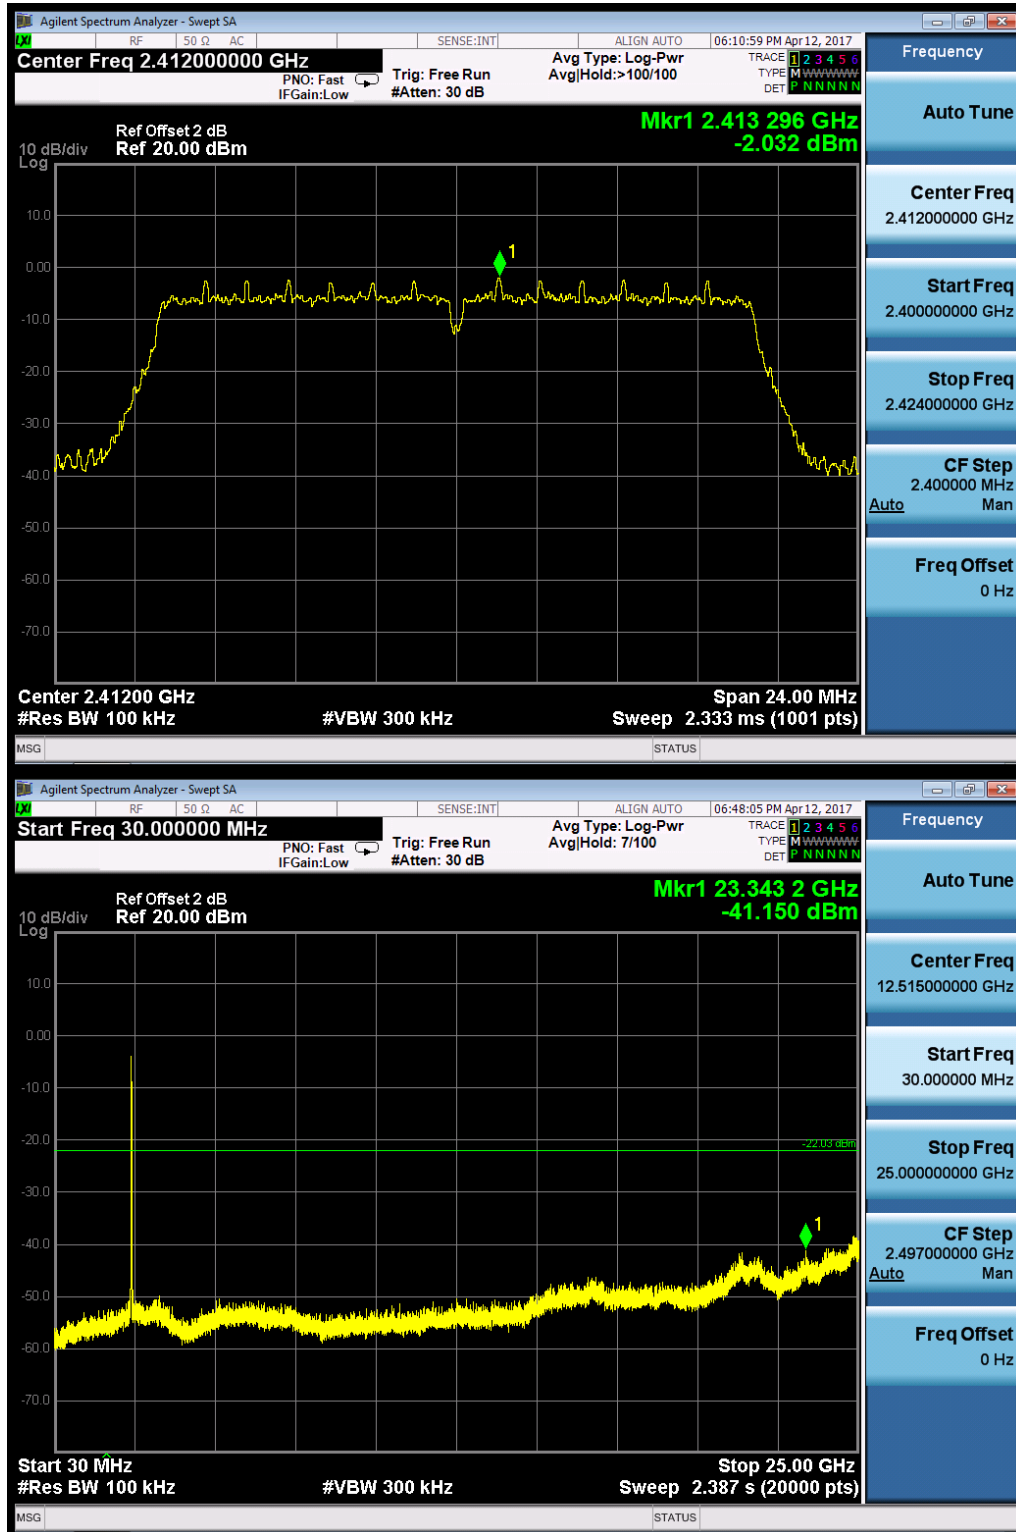 Agilent Spectrum Analyzer - Swept SA
LXI RF 50 Ω AC SENSE:INT ALIGN AUTO 06:10:59 PM Apr 12, 2017
Center Freq 2.412000000 GHz
PNO: Fast
IFGain:Low
Trig: Free Run
#Atten: 30 dB
Avg Type: Log-Pwr
Avg|Hold:>100/100
TRACE 1 2 3 4 5 6
TYPE M WWWWW
DET P N N N N N
Ref Offset 2 dB
Ref 20.00 dBm
10 dB/div
Log
Mkr1 2.413 296 GHz
-2.032 dBm
1
10.0
0.00
-10.0
-20.0
-30.0
-40.0
-50.0
-60.0
-70.0
Center 2.41200 GHz
Span 24.00 MHz
#Res BW 100 kHz
#VBW 300 kHz
Sweep 2.333 ms (1001 pts)
MSG
STATUS
Frequency
Auto Tune
Center Freq
2.412000000 GHz
Start Freq
2.400000000 GHz
Stop Freq
2.424000000 GHz
CF Step
2.400000 MHz
Auto Man
Freq Offset
0 Hz
Agilent Spectrum Analyzer - Swept SA
LXI RF 50 Ω AC SENSE:INT ALIGN AUTO 06:48:05 PM Apr 12, 2017
Start Freq 30.000000 MHz
PNO: Fast
IFGain:Low
Trig: Free Run
#Atten: 30 dB
Avg Type: Log-Pwr
Avg|Hold: 7/100
TRACE 1 2 3 4 5 6
TYPE M WWWWW
DET P N N N N N
Ref Offset 2 dB
Ref 20.00 dBm
10 dB/div
Log
Mkr1 23.343 2 GHz
-41.150 dBm
10.0
0.00
-10.0
-20.0
-22.03 dBm
-30.0
1
-40.0
-50.0
-60.0
-70.0
Start 30 MHz
Stop 25.00 GHz
#Res BW 100 kHz
#VBW 300 kHz
Sweep 2.387 s (20000 pts)
MSG
STATUS
Frequency
Auto Tune
Center Freq
12.515000000 GHz
Start Freq
30.000000 MHz
Stop Freq
25.000000000 GHz
CF Step
2.497000000 GHz
Auto Man
Freq Offset
0 Hz